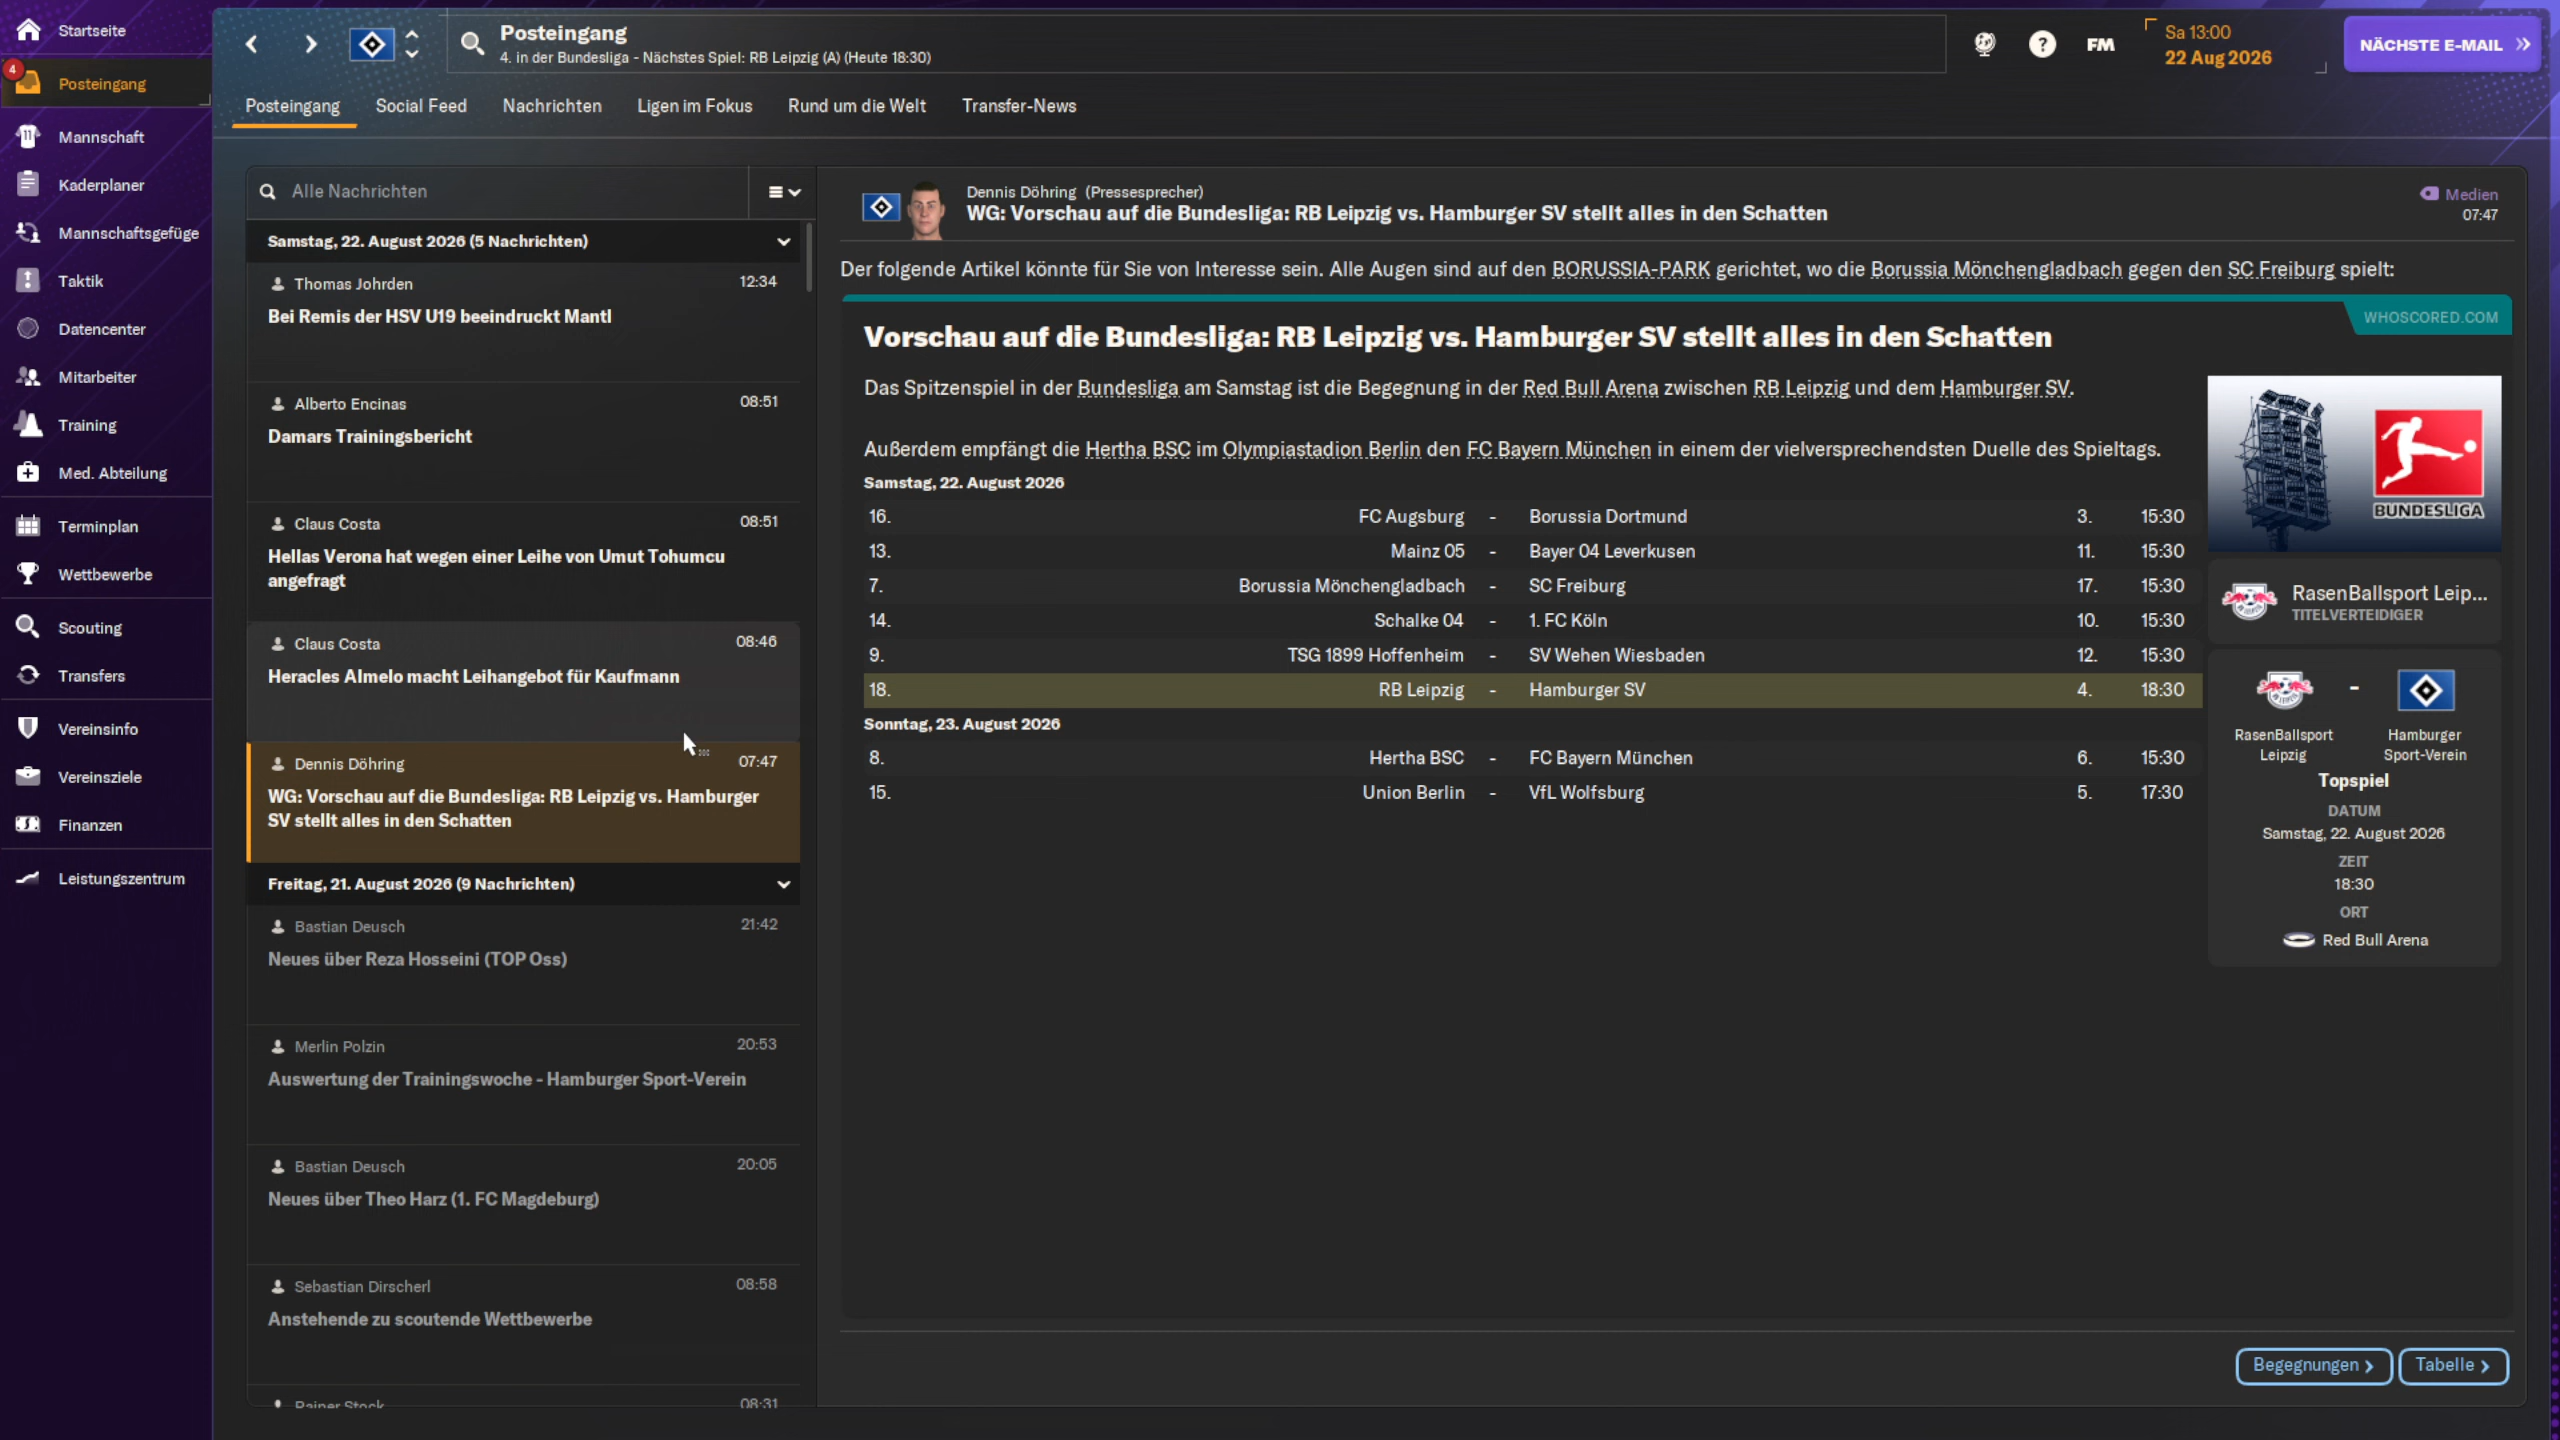 Startseite
4
Posteingang
Mannschaft
Kaderplaner
Mannschaftsgefüge
Taktik
Datencenter
Mitarbeiter
Training
Med. Abteilung
Terminplan
Wettbewerbe
Scouting
Transfers
Vereinsinfo
Vereinsziele
Finanzen
Leistungszentrum
Posteingang
4. in der Bundesliga - Nächstes Spiel: RB Leipzig (A) (Heute 18:30)
FM
Sa 13:00
22 Aug 2026
NÄCHSTE E-MAIL
Posteingang Social Feed Nachrichten Ligen im Fokus Rund um die Welt Transfer-News
Alle Nachrichten
Samstag, 22. August 2026 (5 Nachrichten)
Thomas Johrden 12:34
Bei Remis der HSV U19 beeindruckt Mantl
Alberto Encinas 08:51
Damars Trainingsbericht
Claus Costa 08:51
Hellas Verona hat wegen einer Leihe von Umut Tohumcu
angefragt
Claus Costa 08:46
Heracles Almelo macht Leihangebot für Kaufmann
Dennis Döhring 07:47
WG: Vorschau auf die Bundesliga: RB Leipzig vs. Hamburger
SV stellt alles in den Schatten
Freitag, 21. August 2026 (9 Nachrichten)
Bastian Deusch 21:42
Neues über Reza Hosseini (TOP Oss)
Merlin Polzin 20:53
Auswertung der Trainingswoche - Hamburger Sport-Verein
Bastian Deusch 20:05
Neues über Theo Harz (1. FC Magdeburg)
Sebastian Dirscherl 08:58
Anstehende zu scoutende Wettbewerbe
Rainer Stock 08:31
Dennis Döhring (Pressesprecher)
WG: Vorschau auf die Bundesliga: RB Leipzig vs. Hamburger SV stellt alles in den Schatten
Medien
07:47
Der folgende Artikel könnte für Sie von Interesse sein. Alle Augen sind auf den BORUSSIA-PARK gerichtet, wo die Borussia Mönchengladbach gegen den SC Freiburg spielt:
WHOSCORED.COM
Vorschau auf die Bundesliga: RB Leipzig vs. Hamburger SV stellt alles in den Schatten
Das Spitzenspiel in der Bundesliga am Samstag ist die Begegnung in der Red Bull Arena zwischen RB Leipzig und dem Hamburger SV.
Außerdem empfängt die Hertha BSC im Olympiastadion Berlin den FC Bayern München in einem der vielversprechendsten Duelle des Spieltags.
Samstag, 22. August 2026
16. FC Augsburg - Borussia Dortmund 3. 15:30
13. Mainz 05 - Bayer 04 Leverkusen 11. 15:30
7. Borussia Mönchengladbach - SC Freiburg 17. 15:30
14. Schalke 04 - 1. FC Köln 10. 15:30
9. TSG 1899 Hoffenheim - SV Wehen Wiesbaden 12. 15:30
18. RB Leipzig - Hamburger SV 4. 18:30
Sonntag, 23. August 2026
8. Hertha BSC - FC Bayern München 6. 15:30
15. Union Berlin - VfL Wolfsburg 5. 17:30
BUNDESLIGA
RasenBallsport Leip...
TITELVERTEIDIGER
-
RasenBallsport
Leipzig
Hamburger
Sport-Verein
Topspiel
DATUM
Samstag, 22. August 2026
ZEIT
18:30
ORT
Red Bull Arena
Begegnungen
Tabelle